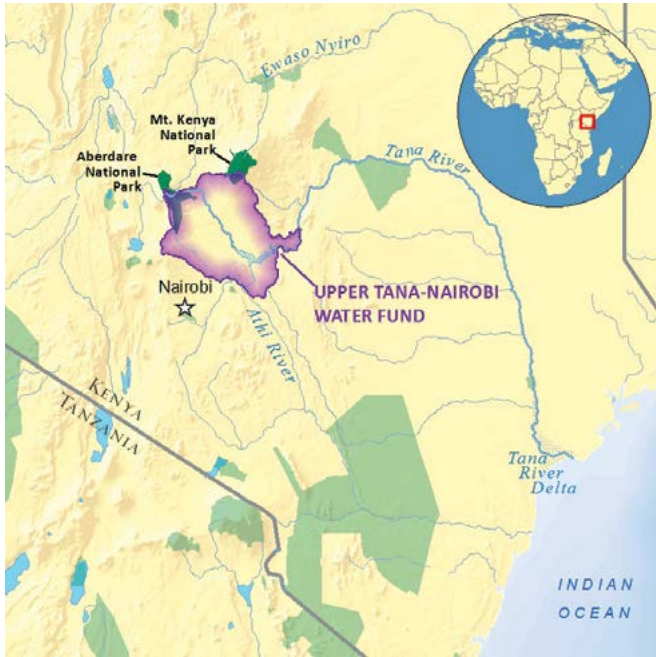 Ewaso Nyiro
Mt. Kenya
National
Park
Aberdare
National
Park
Tana River
Nairobi
UPPER TANA-NAIROBI
WATER FUND
Athi River
KENYA
TANZANIA
Tana
River
Delta
INDIAN
OCEAN